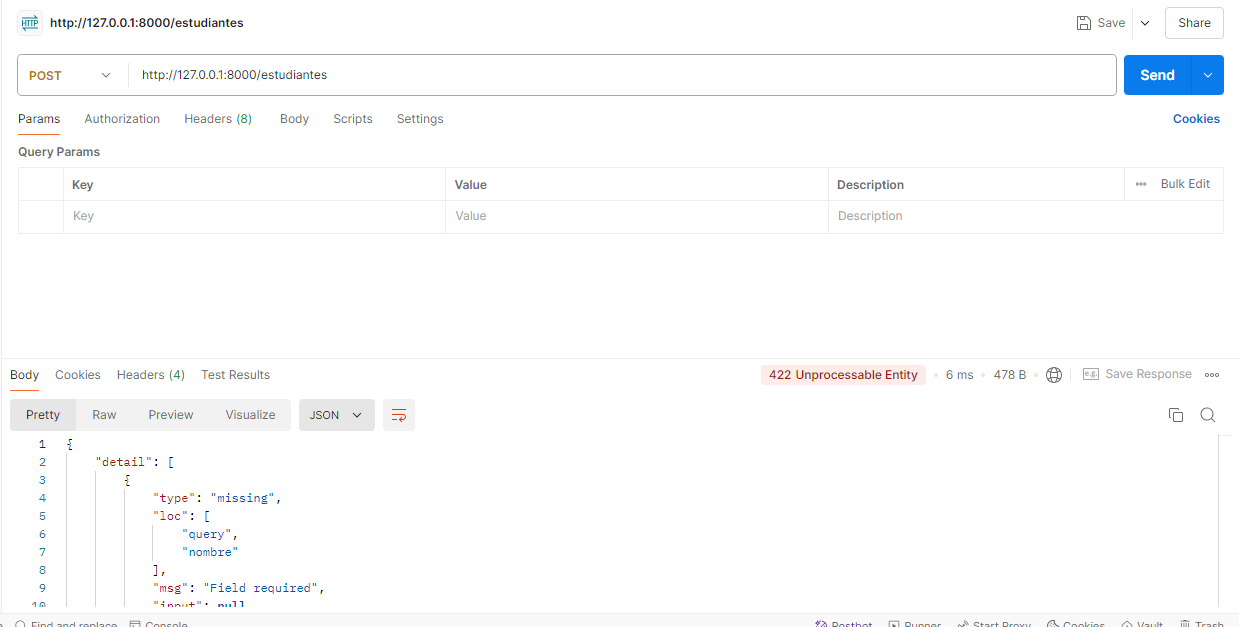 HTTP http://127.0.0.1:8000/estudiantes Save Share
POST http://127.0.0.1:8000/estudiantes Send
Params Authorization Headers (8) Body Scripts Settings Cookies
Query Params
Key Value Description ••• Bulk Edit
Key Value Description
Body Cookies Headers (4) Test Results 422 Unprocessable Entity • 6 ms • 478 B • e.g. Save Response
Pretty Raw Preview Visualize JSON
1 {
2 "detail": [
3 {
4 "type": "missing",
5 "loc": [
6 "query",
7 "nombre"
8 ],
9 "msg": "Field required",
10 "input": null
Find and replace Console Postbot Runner Start Proxy Cookies Vault Trash